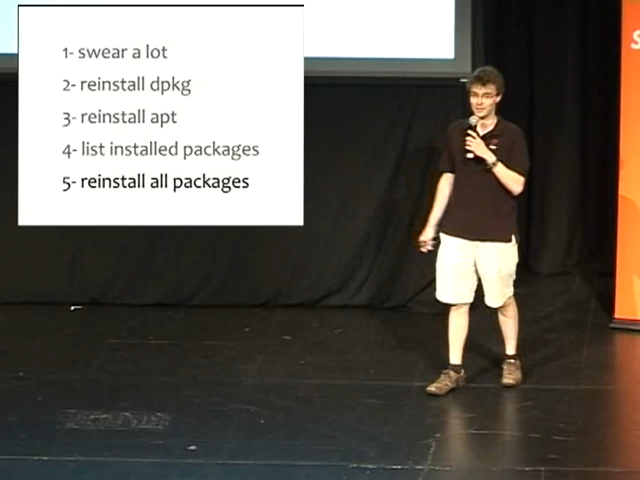 1- swear a lot
2- reinstall dpkg
3- reinstall apt
4- list installed packages
5- reinstall all packages